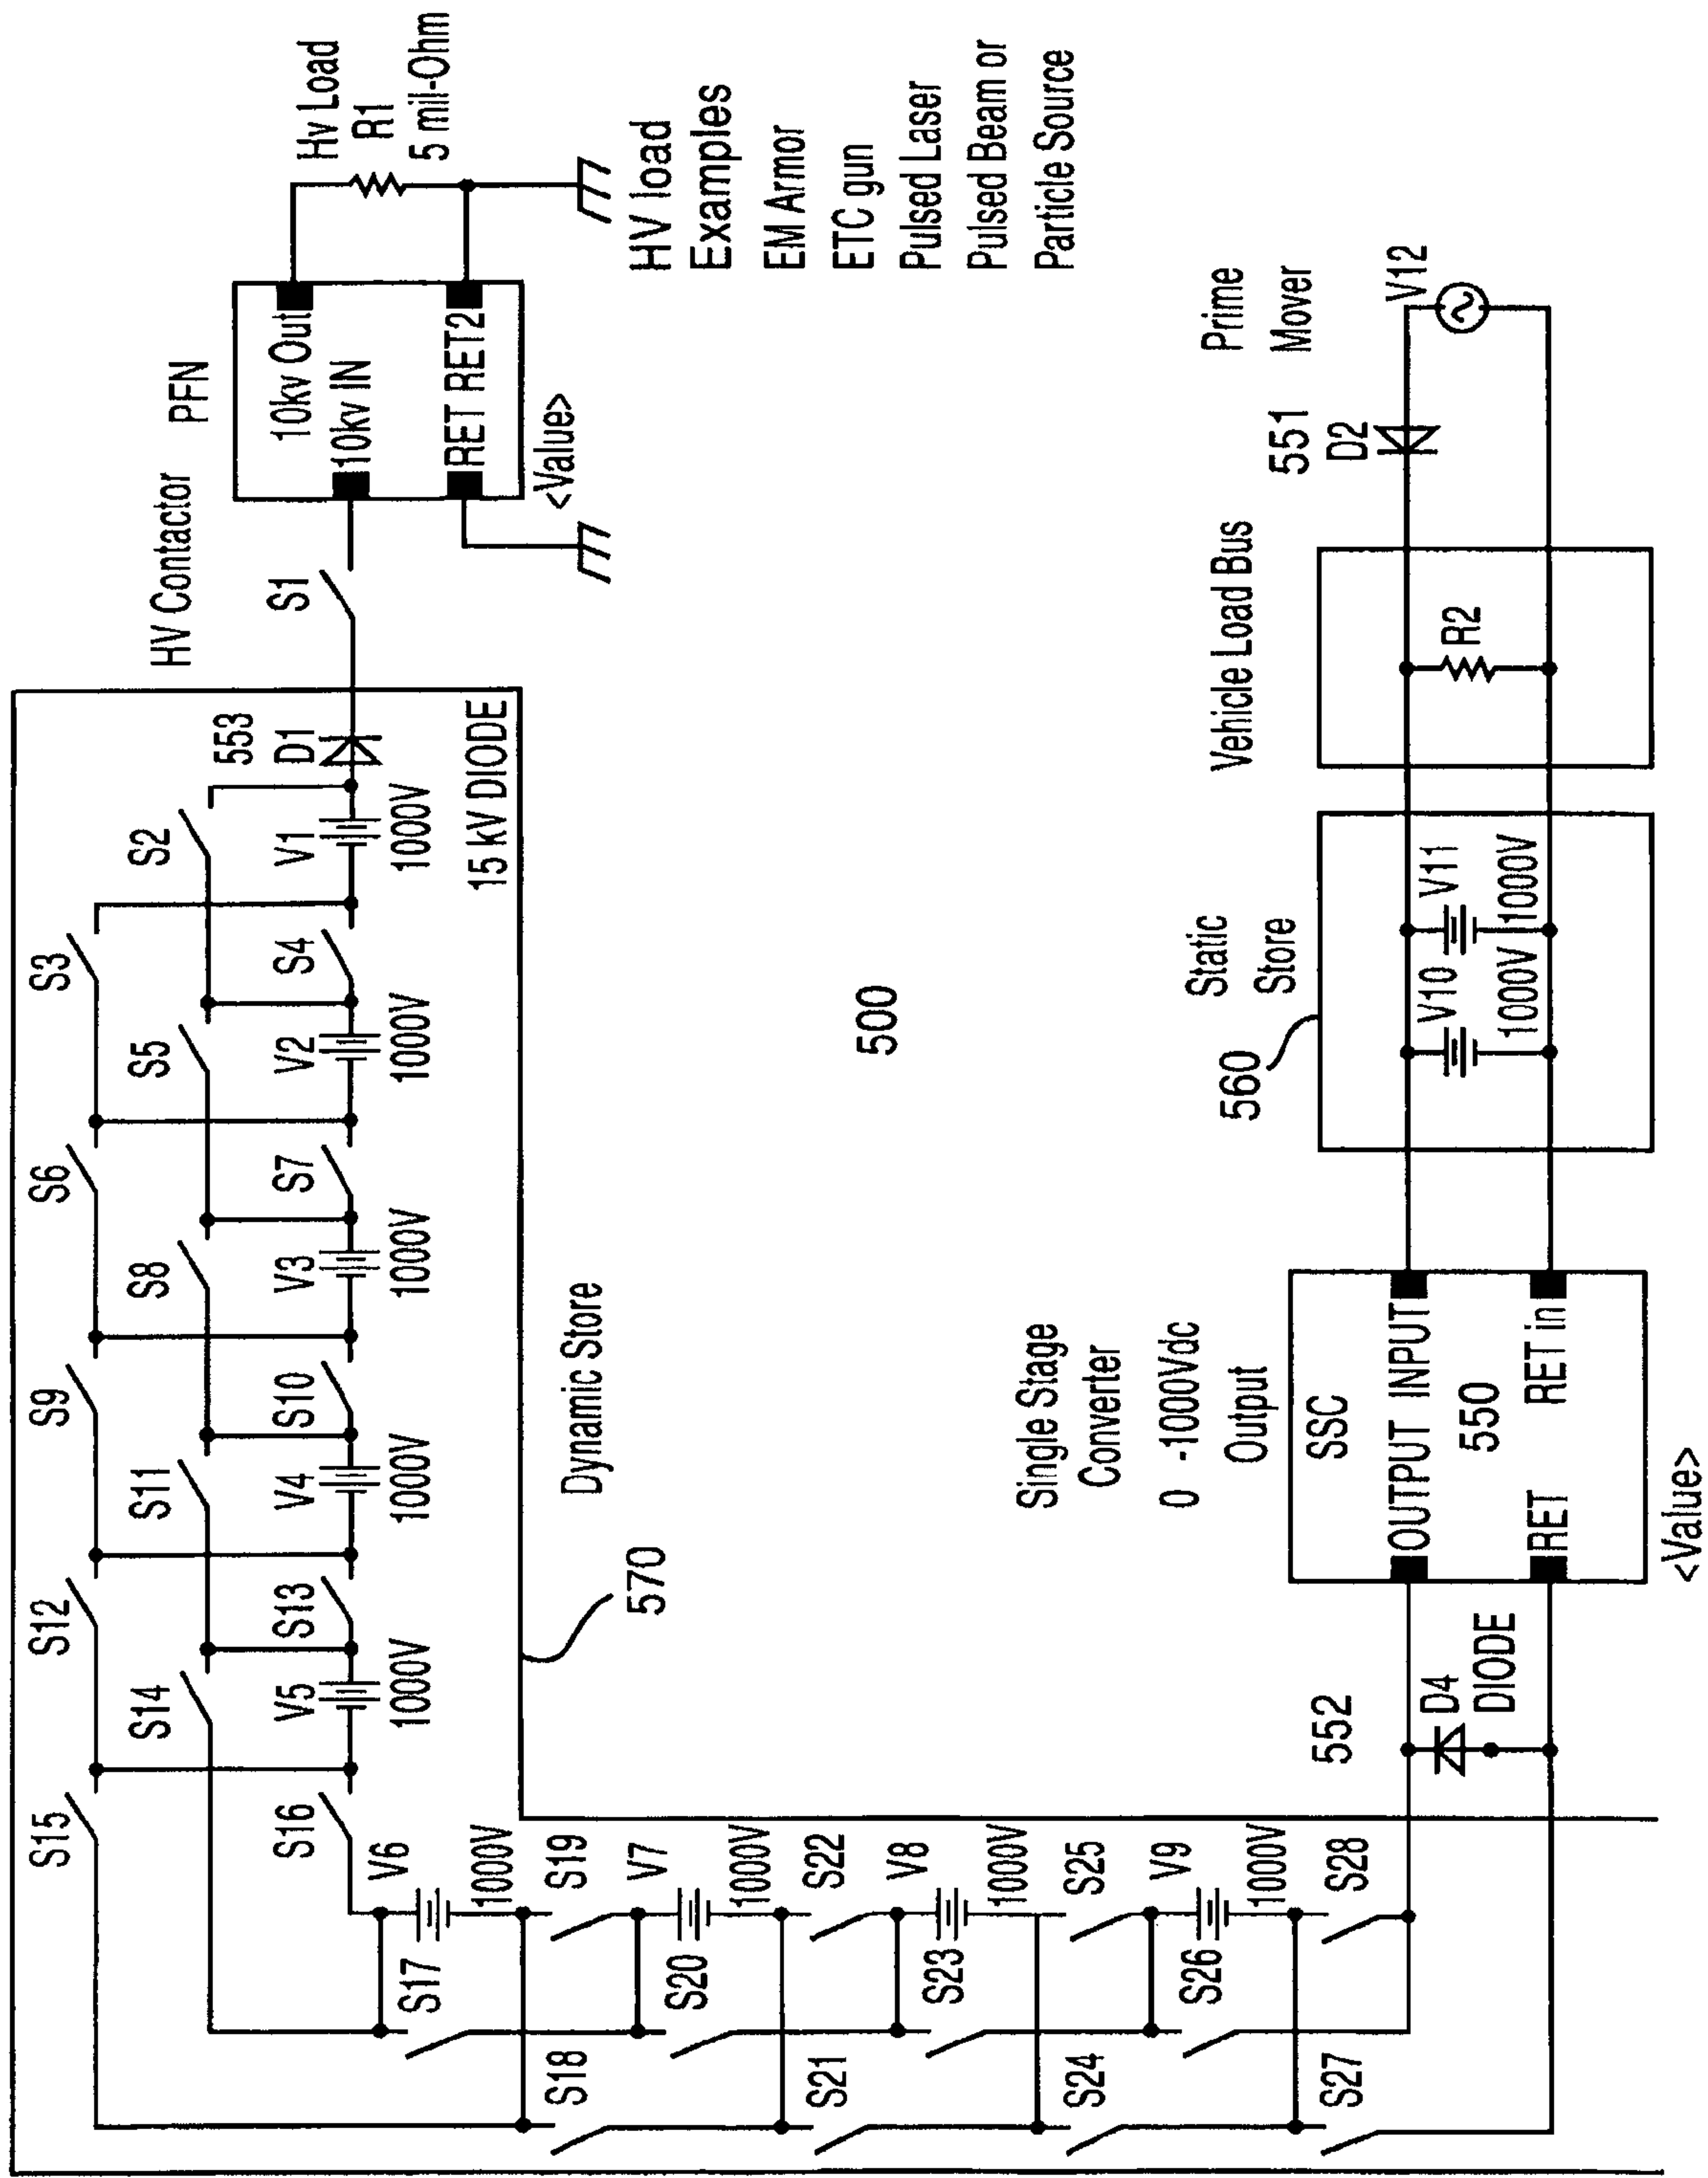 S15
S12
S9
S6
S3
S14
S11
S8
S5
S2
S16
V5
1000V
S13
V4
1000V
S10
V3
1000V
S7
V2
1000V
S4
V1
1000V
553
D1
15 kV DIODE
HV Contactor
S1
PFN
10kv Out
10kv IN
RET RET2
<Value>
Hv Load
R1
5 mil-Ohm
HV load
Examples
EM Armor
ETC gun
Pulsed Laser
Pulsed Beam or
Particle Source
Dynamic Store
570
500
V6
1000V
S17
S19
S18
V7
1000V
S20
S22
S21
V8
1000V
S23
S25
S24
V9
1000V
S26
S28
S27
552
D4
DIODE
Single Stage
Converter
0 -1000Vdc
Output
SSC
OUTPUT INPUT
550
RET
RET in
<Value>
560
Static
Store
V10
1000V
V11
1000V
Vehicle Load Bus
R2
551
D2
Prime
Mover
V12